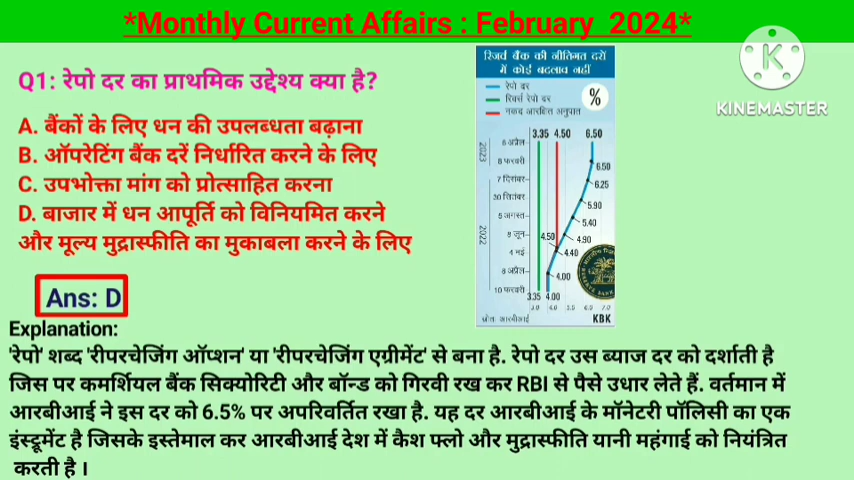 *Monthly Current Affairs : February 2024*
KINEMASTER
Q1: रेपो दर का प्राथमिक उद्देश्य क्या है?
A. बैंकों के लिए धन की उपलब्धता बढ़ाना
B. ऑपरेटिंग बैंक दरें निर्धारित करने के लिए
C. उपभोक्ता मांग को प्रोत्साहित करना
D. बाजार में धन आपूर्ति को विनियमित करने
और मूल्य मुद्रास्फीति का मुकाबला करने के लिए
रिजर्व बैंक की नीतिगत दरों
में कोई बदलाव नहीं
रेपो दर
रिवर्स रेपो दर
नकद आरक्षित अनुपात
%
3.35 4.50 6.50
2023
6 अप्रैल
8 फरवरी 6.50
7 दिसंबर 6.25
30 सितंबर 5.90
5 अगस्त 5.40
2022
8 जून 4.50 4.90
4 मई 4.40
8 अप्रैल 4.00
10 फरवरी 3.35 4.00
स्रोत: आरबीआई
KBK
Ans: D
Explanation:
'रेपो' शब्द 'रीपरचेजिंग ऑप्शन' या 'रीपरचेजिंग एग्रीमेंट' से बना है. रेपो दर उस ब्याज दर को दर्शाती है
जिस पर कमर्शियल बैंक सिक्योरिटी और बॉन्ड को गिरवी रख कर RBI से पैसे उधार लेते हैं. वर्तमान में
आरबीआई ने इस दर को 6.5% पर अपरिवर्तित रखा है. यह दर आरबीआई के मॉनेटरी पॉलिसी का एक
इंस्ट्रूमेंट है जिसके इस्तेमाल कर आरबीआई देश में कैश फ्लो और मुद्रास्फीति यानी महंगाई को नियंत्रित
करती है ।